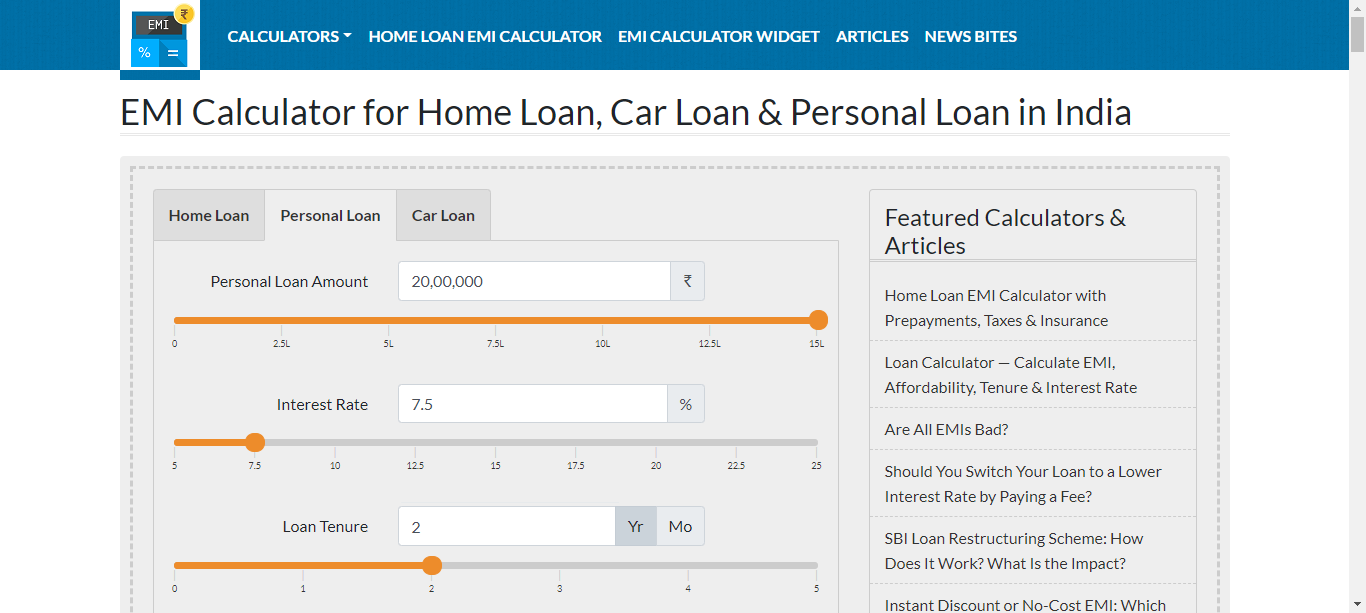 EMI ₹
% =
CALCULATORS HOME LOAN EMI CALCULATOR EMI CALCULATOR WIDGET ARTICLES NEWS BITES
EMI Calculator for Home Loan, Car Loan & Personal Loan in India
Home Loan Personal Loan Car Loan
Personal Loan Amount 20,00,000 ₹
0 2.5L 5L 7.5L 10L 12.5L 15L
Interest Rate 7.5 %
5 7.5 10 12.5 15 17.5 20 22.5 25
Loan Tenure 2 Yr Mo
0 1 2 3 4 5
Featured Calculators &
Articles
Home Loan EMI Calculator with
Prepayments, Taxes & Insurance
Loan Calculator — Calculate EMI,
Affordability, Tenure & Interest Rate
Are All EMIs Bad?
Should You Switch Your Loan to a Lower
Interest Rate by Paying a Fee?
SBI Loan Restructuring Scheme: How
Does It Work? What Is the Impact?
Instant Discount or No-Cost EMI: Which